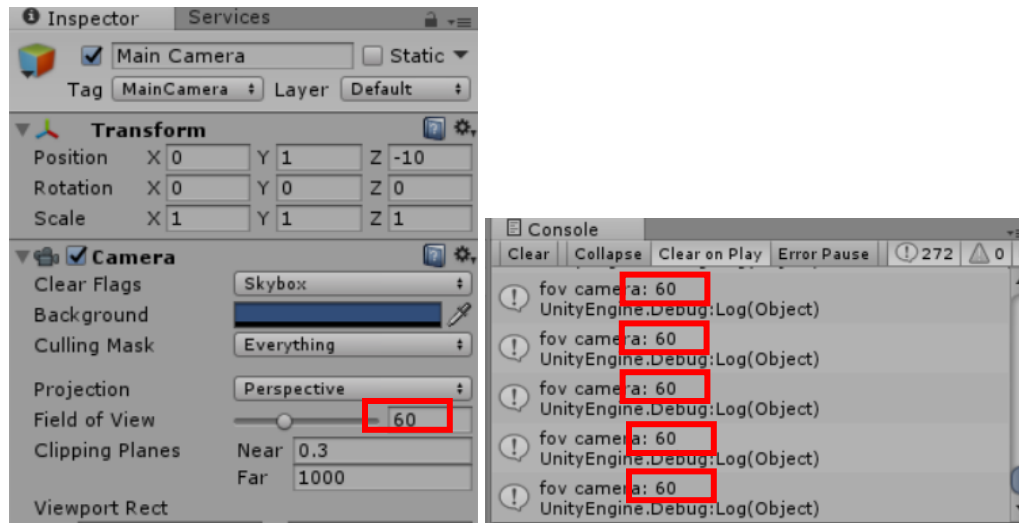 Inspector Services
Main Camera Static
Tag MainCamera Layer Default
Transform
Position X 0 Y 1 Z -10
Rotation X 0 Y 0 Z 0
Scale X 1 Y 1 Z 1
Camera
Clear Flags Skybox
Background
Culling Mask Everything
Projection Perspective
Field of View 60
Clipping Planes Near 0.3
Far 1000
Viewport Rect
Console
Clear Collapse Clear on Play Error Pause 272 0
fov camera: 60
UnityEngine.Debug:Log(Object)
fov camera: 60
UnityEngine.Debug:Log(Object)
fov camera: 60
UnityEngine.Debug:Log(Object)
fov camera: 60
UnityEngine.Debug:Log(Object)
fov camera: 60
UnityEngine.Debug:Log(Object)